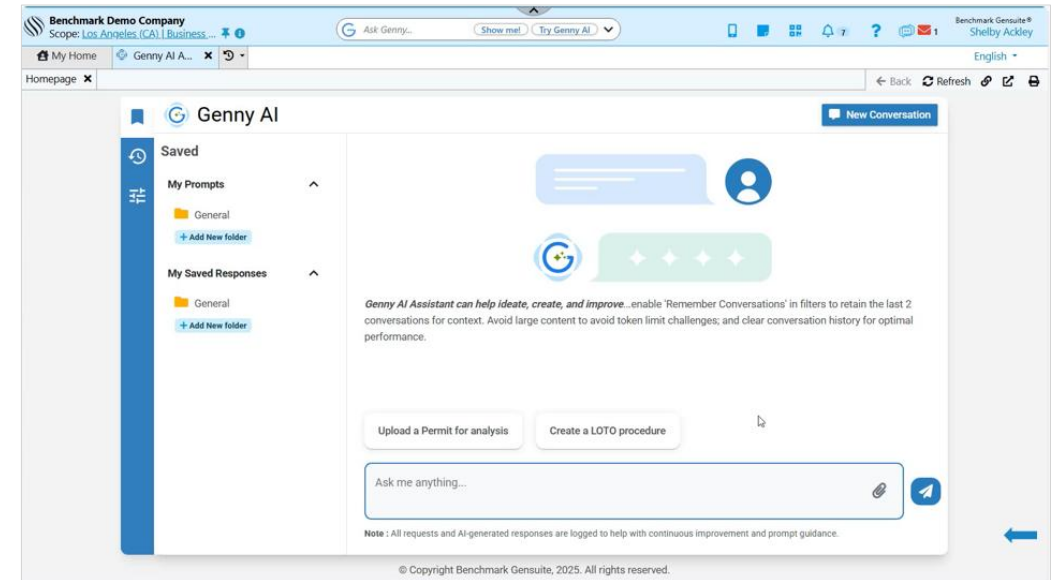 Benchmark Demo Company
Scope: Los Angeles (CA) | Business ...
Ask Genny...
Show me!
Try Genny AI
7
?
1
Benchmark Gensuite®
Shelby Ackley
My Home
Genny AI A...
English
Homepage
Back
Refresh
Genny AI
New Conversation
Saved
My Prompts
General
+ Add New folder
My Saved Responses
General
+ Add New folder
Genny AI Assistant can help ideate, create, and improve...enable 'Remember Conversations' in filters to retain the last 2
conversations for context. Avoid large content to avoid token limit challenges; and clear conversation history for optimal
performance.
Upload a Permit for analysis
Create a LOTO procedure
Ask me anything...
Note : All requests and AI-generated responses are logged to help with continuous improvement and prompt guidance.
© Copyright Benchmark Gensuite, 2025. All rights reserved.